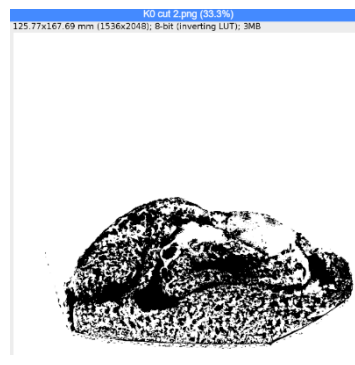 K0 cut 2.png (33.3%)
125.77x167.69 mm (1536x2048); 8-bit (inverting LUT); 3MB